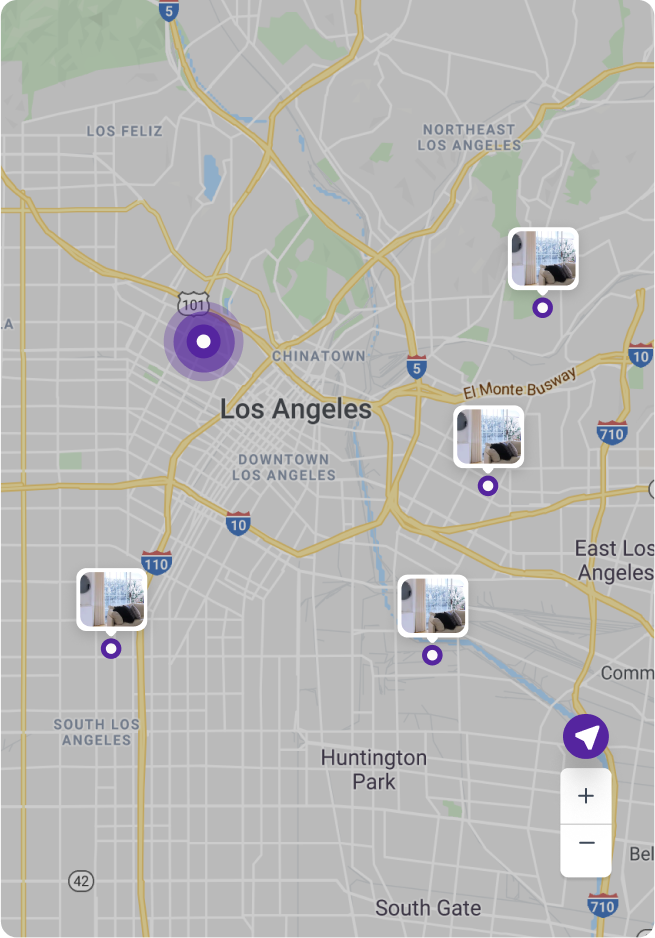 5
LOS FELIZ
NORTHEAST
LOS ANGELES
101
LA
CHINATOWN
5
10
El Monte Busway
Los Angeles
710
DOWNTOWN
LOS ANGELES
10
East Los
Angeles
110
Comm
SOUTH LOS
ANGELES
Huntington
Park
+
−
Bel
42
South Gate
710